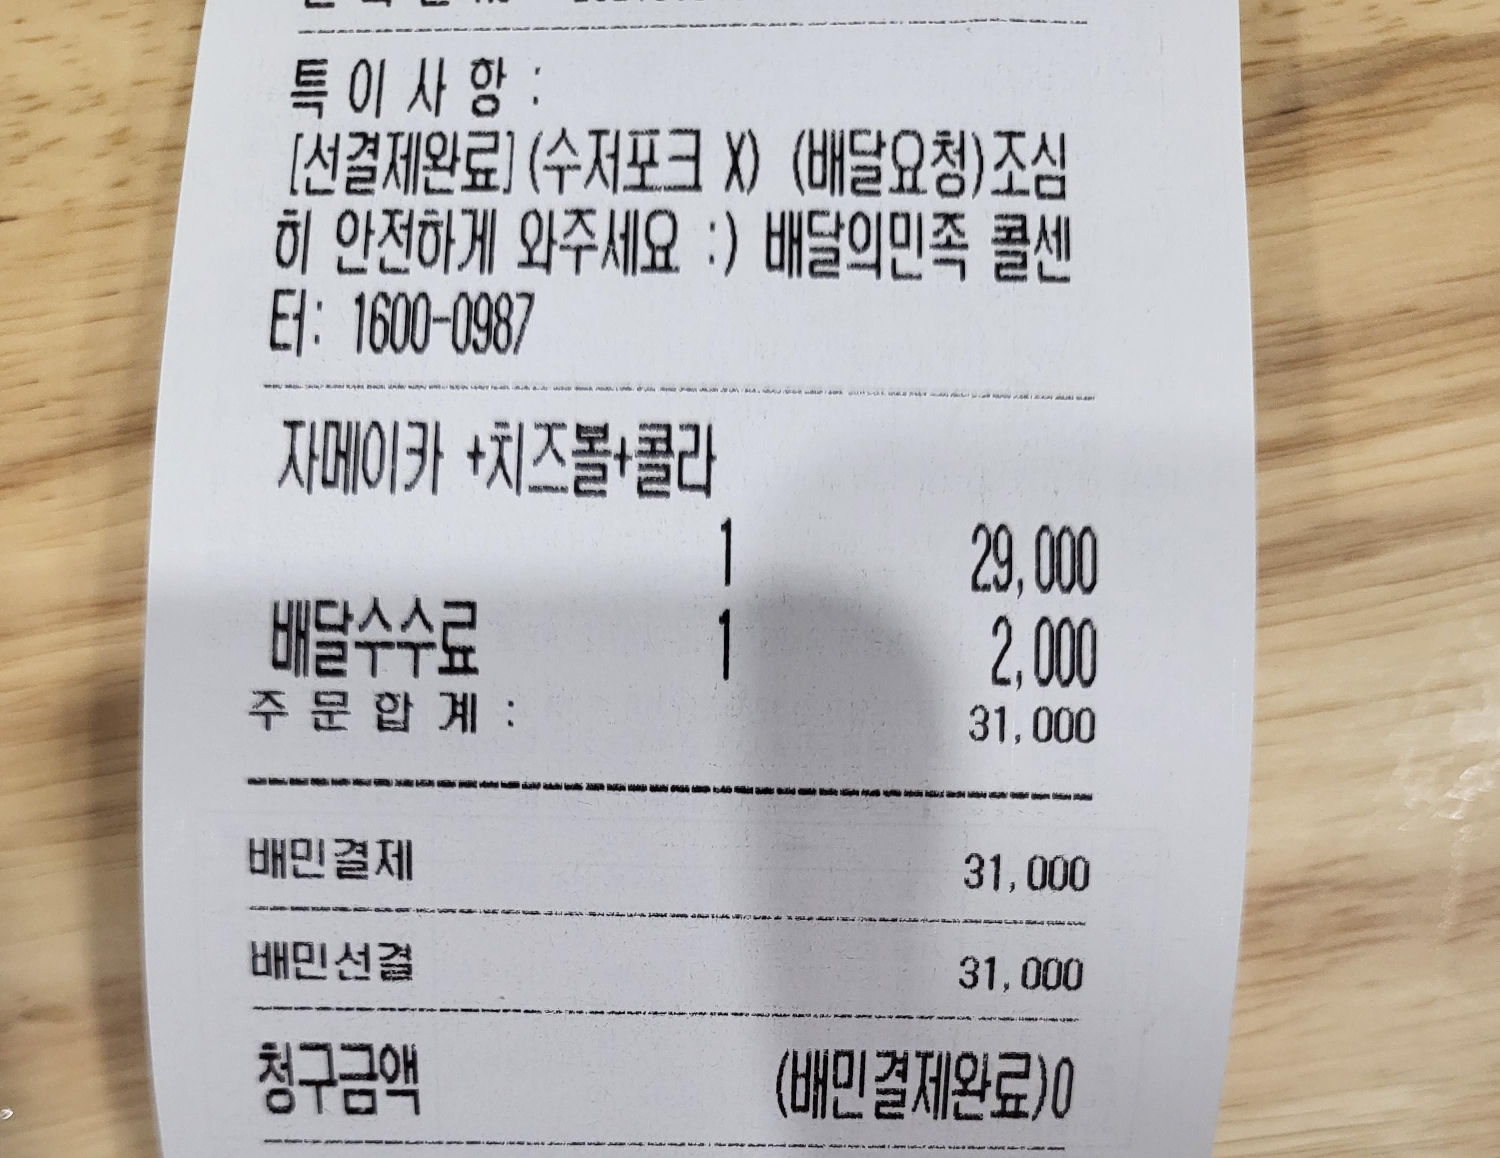 특이사항 :
[선결제완료](수저포크 X) (배달요청)조심
히 안전하게 와주세요 :) 배달의민족 콜센
터: 1600-0987
자메이카 +치즈볼+콜라
1 29,000
배달수수료 1 2,000
주문합계 : 31,000
배민결제 31,000
배민선결 31,000
청구금액 (배민결제완료)0